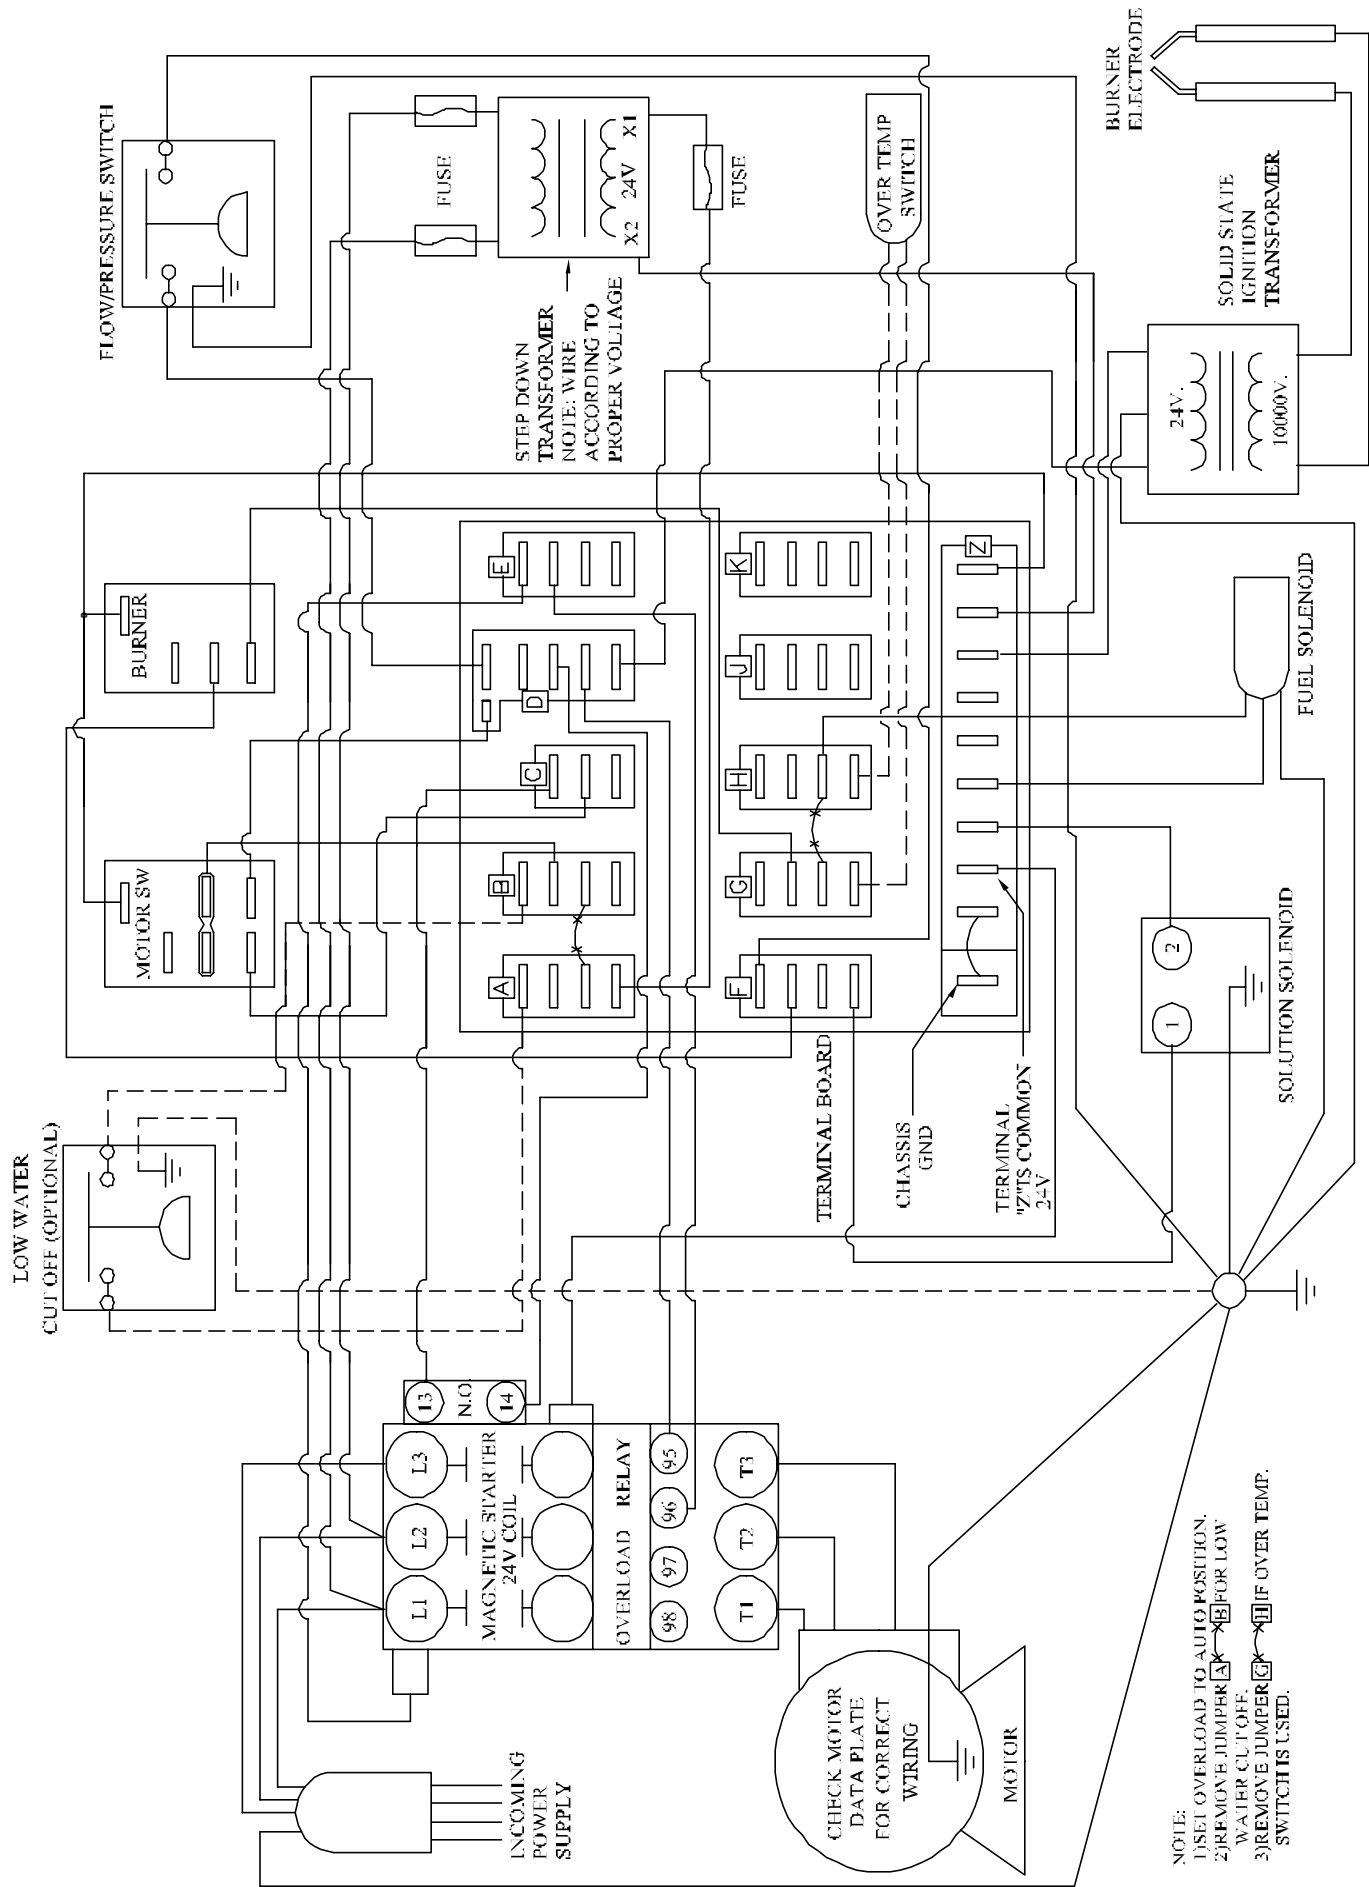 LOW WATER
CUT OFF (OPTIONAL)
MOTOR SW
BURNER
FLOW/PRESSURE SWITCH
INCOMING
POWER
SUPPLY
L1
L2
L3
MAGNETIC STARTER
24V COIL
13
N.O.
14
OVERLOAD RELAY
98
97
96
95
T1
T2
T3
CHECK MOTOR
DATA PLATE
FOR CORRECT
WIRING
MOTOR
A
B
C
D
E
F
G
H
J
K
Z
TERMINAL BOARD
CHASSIS
GND
TERMINAL
"Z"IS COMMON
24V
FUSE
STEP DOWN
TRANSFORMER
NOTE: WIRE
ACCORDING TO
PROPER VOLTAGE
X2
24V
X1
FUSE
OVER TEMP
SWITCH
BURNER
ELECTRODE
SOLID STATE
IGNITION
TRANSFORMER
24V.
10000V.
FUEL SOLENOID
1
2
SOLUTION SOLENOID
NOTE:
1)SET OVERLOAD TO AUTO POSITION.
2)REMOVE JUMPER A B FOR LOW
WATER CUT OFF.
3)REMOVE JUMPER G H IF OVER TEMP.
SWITCH IS USED.